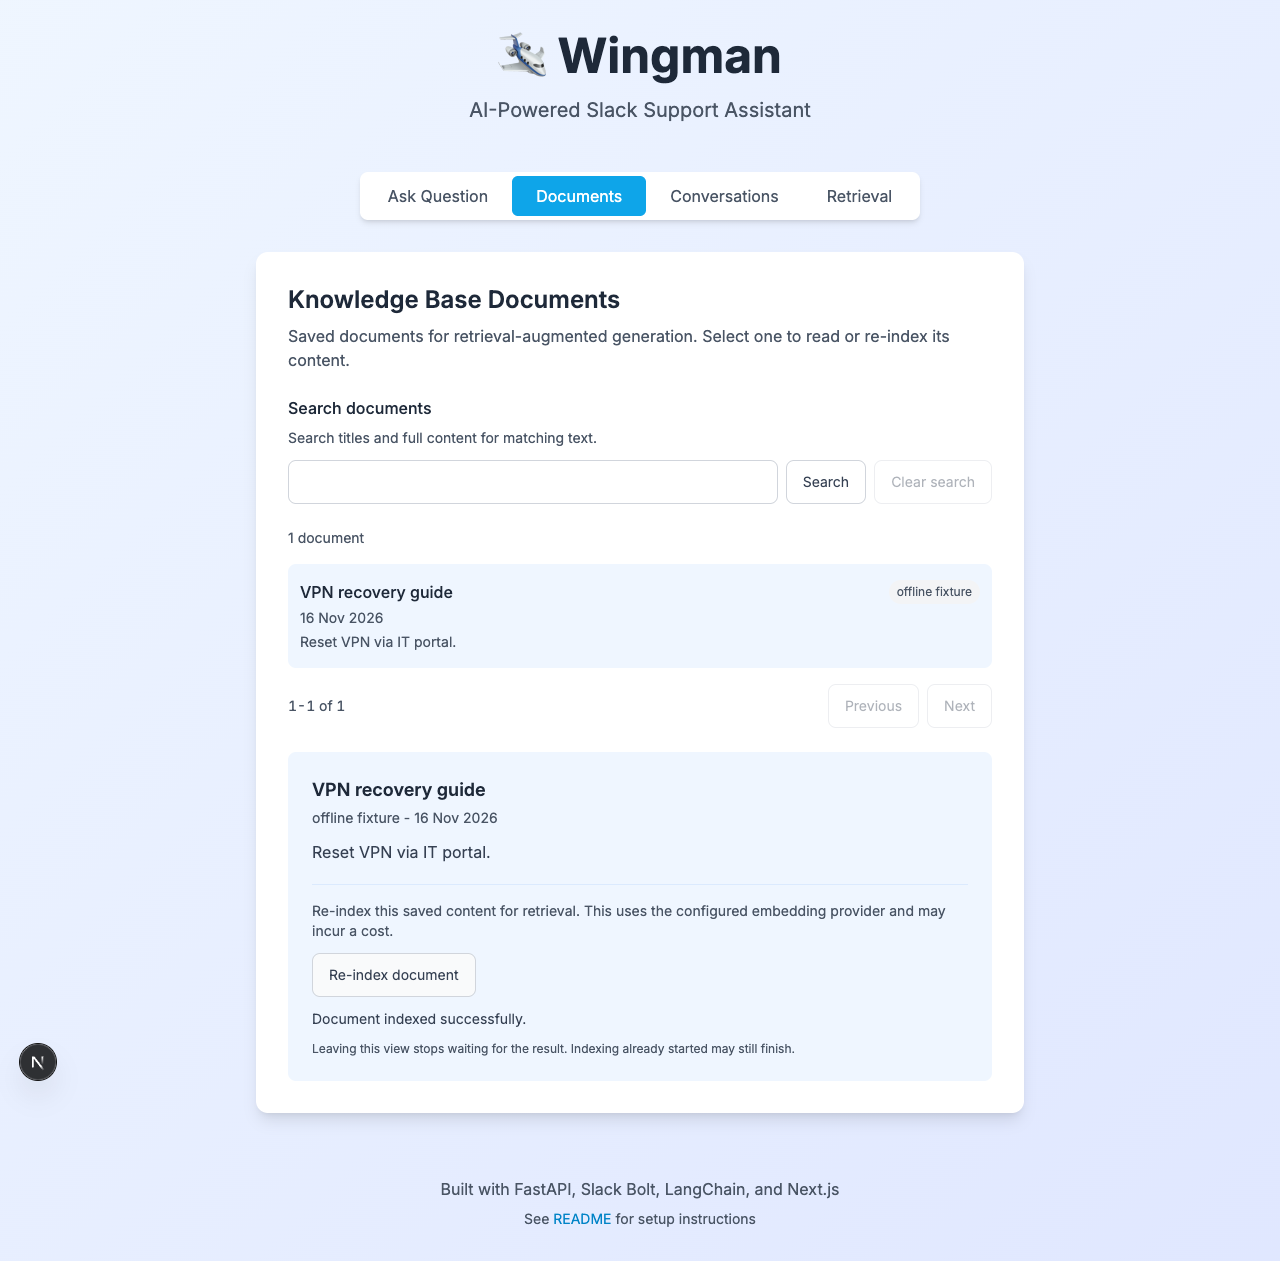 Wingman
AI-Powered Slack Support Assistant
Ask Question
Documents
Conversations
Retrieval
Knowledge Base Documents
Saved documents for retrieval-augmented generation. Select one to read or re-index its
content.
Search documents
Search titles and full content for matching text.
Search
Clear search
1 document
VPN recovery guide
offline fixture
16 Nov 2026
Reset VPN via IT portal.
1-1 of 1
Previous
Next
VPN recovery guide
offline fixture - 16 Nov 2026
Reset VPN via IT portal.
Re-index this saved content for retrieval. This uses the configured embedding provider and may
incur a cost.
Re-index document
Document indexed successfully.
Leaving this view stops waiting for the result. Indexing already started may still finish.
N
Built with FastAPI, Slack Bolt, LangChain, and Next.js
See README for setup instructions